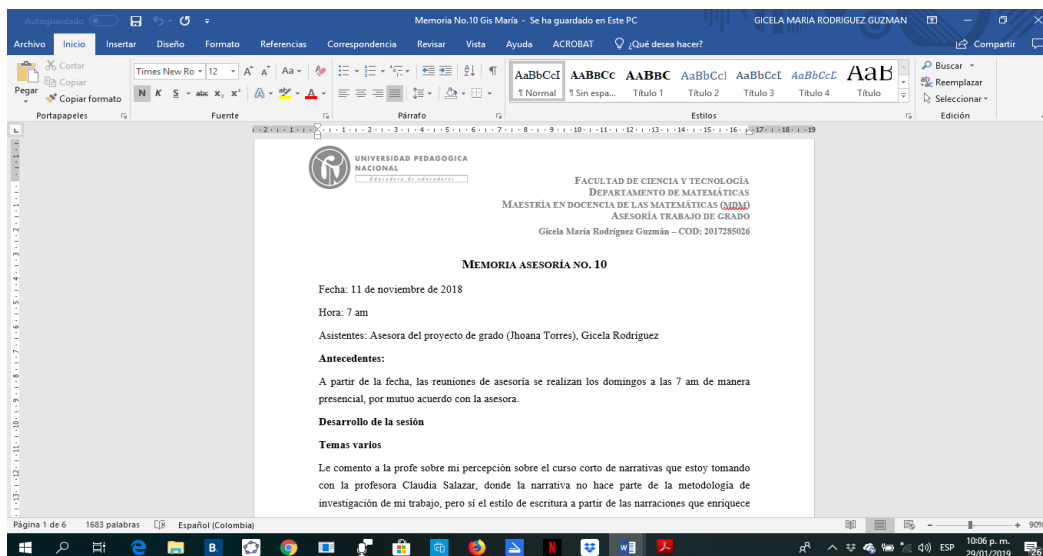 Autoguardado
Memoria No.10 Gis María - Se ha guardado en Este PC
GICELA MARIA RODRIGUEZ GUZMAN
Archivo Inicio Insertar Diseño Formato Referencias Correspondencia Revisar Vista Ayuda ACROBAT ¿Qué desea hacer? Compartir
Pegar
Cortar
Copiar
Copiar formato
Times New Ro 12
N K S abc x₂ x²
AaBbCcI AaBbCc AaBbC AaBbCcI AaBbCcI AaBbCcL AaB
¶ Normal ¶ Sin espa... Título 1 Título 2 Título 3 Título 4 Título
Buscar
Reemplazar
Seleccionar
Portapapeles Fuente Párrafo Estilos Edición
UNIVERSIDAD PEDAGOGICA
NACIONAL
Educadora de educadores
FACULTAD DE CIENCIA Y TECNOLOGÍA
DEPARTAMENTO DE MATEMÁTICAS
MAESTRÍA EN DOCENCIA DE LAS MATEMÁTICAS (MDM)
ASESORÍA TRABAJO DE GRADO
Gicela María Rodríguez Guzmán – COD: 2017285026
MEMORIA ASESORÍA NO. 10
Fecha: 11 de noviembre de 2018
Hora: 7 am
Asistentes: Asesora del proyecto de grado (Jhoana Torres), Gicela Rodríguez
Antecedentes:
A partir de la fecha, las reuniones de asesoría se realizan los domingos a las 7 am de manera
presencial, por mutuo acuerdo con la asesora.
Desarrollo de la sesión
Temas varios
Le comento a la profe sobre mi percepción sobre el curso corto de narrativas que estoy tomando
con la profesora Claudia Salazar, donde la narrativa no hace parte de la metodología de
investigación de mi trabajo, pero sí el estilo de escritura a partir de las narraciones que enriquece
Página 1 de 6 1683 palabras Español (Colombia) 90%
ESP
10:06 p. m.
29/01/2019